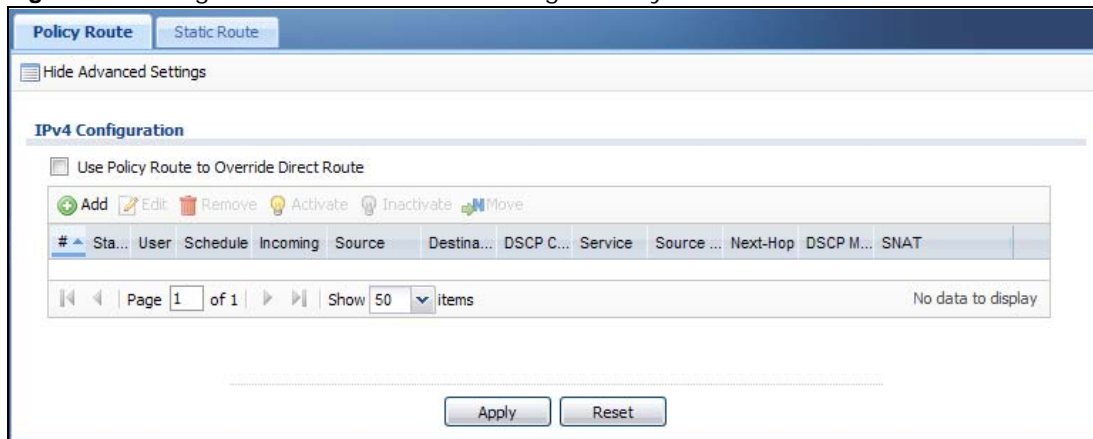 Policy Route Static Route
Hide Advanced Settings
IPv4 Configuration
Use Policy Route to Override Direct Route
Add Edit Remove Activate Inactivate Move
# Sta... User Schedule Incoming Source Destina... DSCP C... Service Source ... Next-Hop DSCP M... SNAT
Page 1 of 1 Show 50 items No data to display
Apply Reset